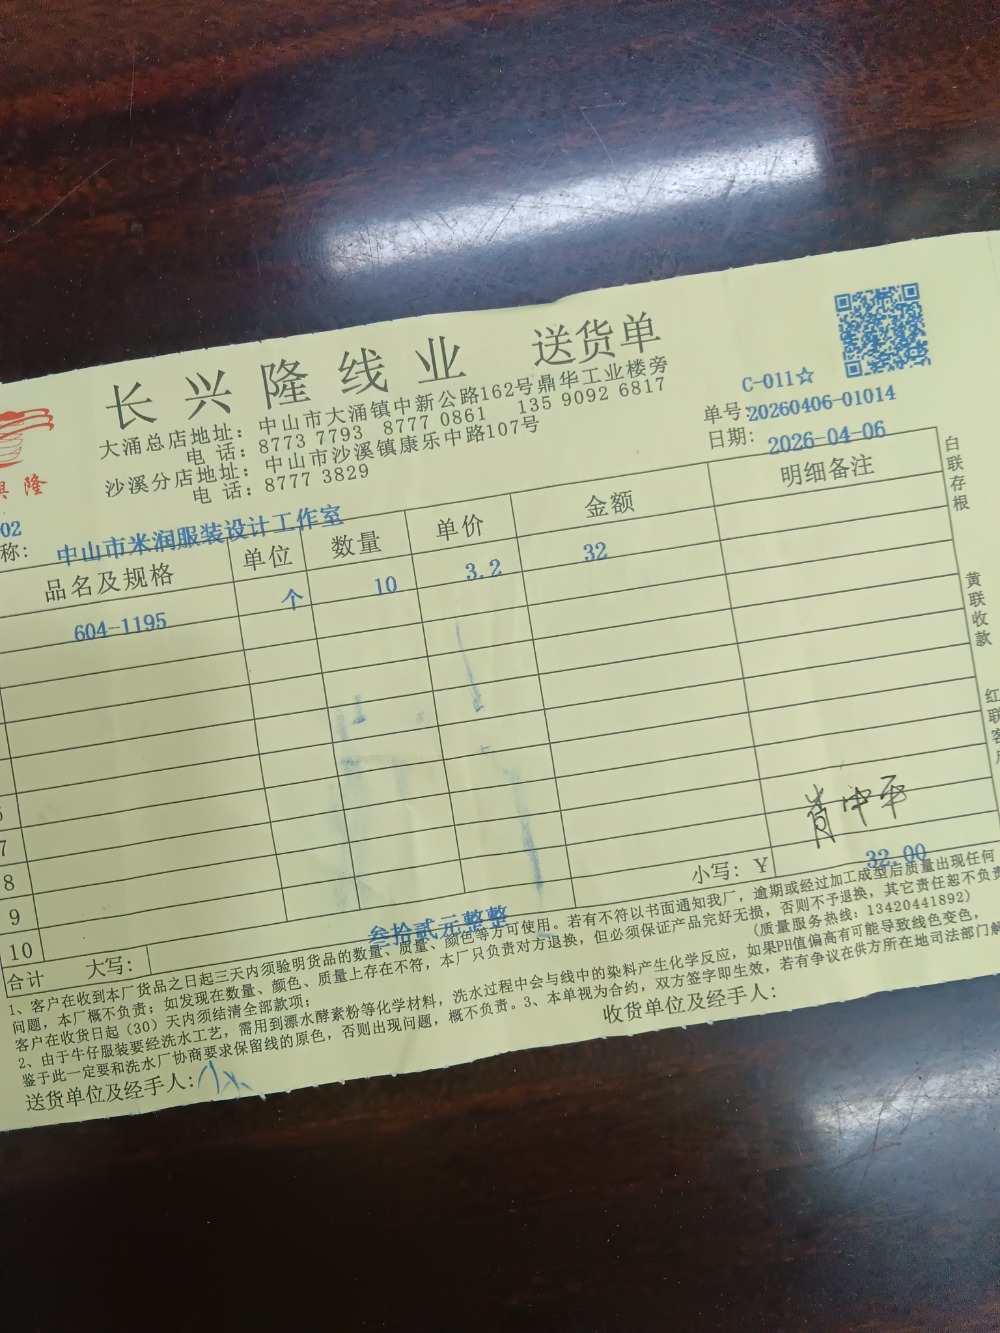 长兴隆线业 送货单
大涌总店地址：中山市大涌镇中新公路162号鼎华工业楼旁
电 话：8773 7793 8777 0861 135 9092 6817
沙溪分店地址：中山市沙溪镇康乐中路107号
电 话：8777 3829
C-011☆
单号:20260406-01014
日期: 2026-04-06
隆
02
称: 中山市米润服装设计工作室
品名及规格 单位 数量 单价 金额 明细备注
604-1195 个 10 3.2 32
7
8
9
10
肖中平
合计 大写: 叁拾贰元整整 小写: ￥ 32.00
1、客户在收到本厂货品之日起三天内须验明货品的数量、质量、颜色等方可使用。若有不符以书面通知我厂，逾期或经过加工成型后质量出现任何
问题，本厂概不负责；如发现在数量、颜色、质量上存在不符，本厂只负责对方退换，但必须保证产品完好无损，否则不予退换，其它责任恕不负责
客户在收货日起（30）天内须结清全部款项； （质量服务热线：13420441892）
2、由于牛仔服装要经洗水工艺，需用到漂水酵素粉等化学材料，洗水过程中会与线中的染料产生化学反应，如果PH值偏高有可能导致线色变色，
鉴于此一定要和洗水厂协商要求保留线的原色，否则出现问题，概不负责。3、本单视为合约，双方签字即生效，若有争议在供方所在地司法部门解
送货单位及经手人: 收货单位及经手人:
白联存根
黄联收款
红联客